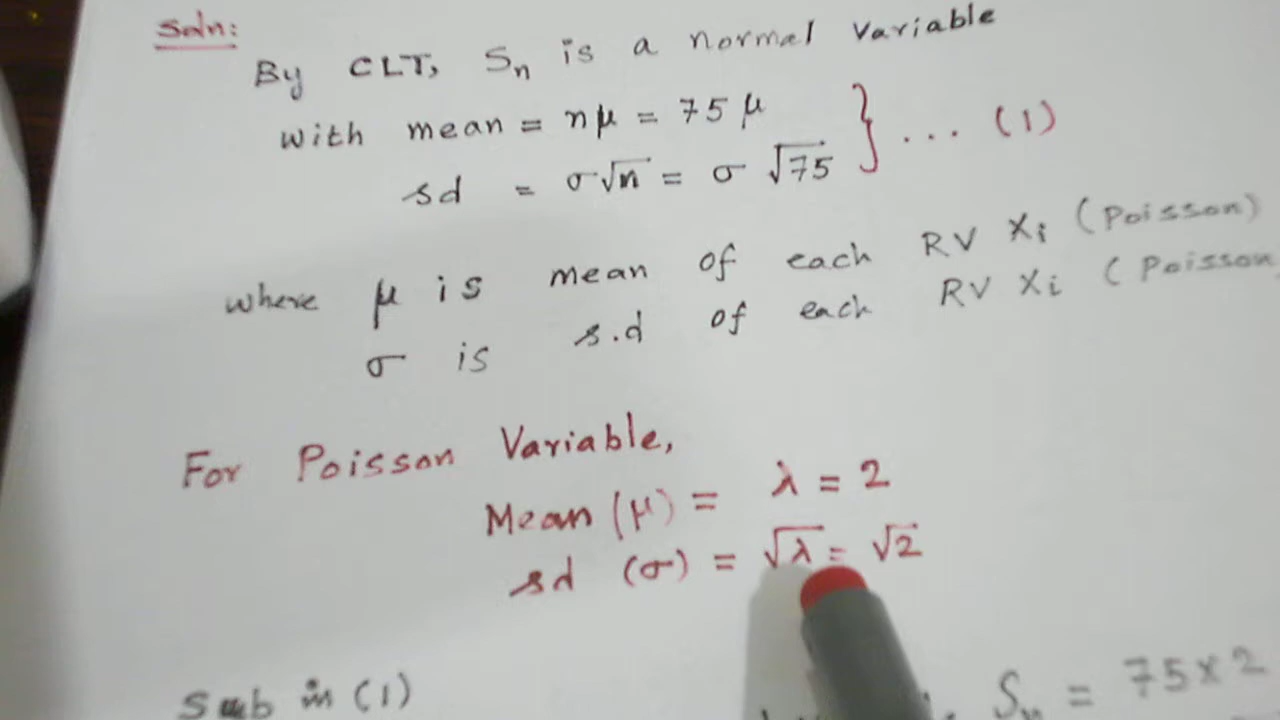 Soln:
By CLT, Sn is a normal Variable
with mean = nμ = 75 μ
sd = σ√n = σ √75 } ... (1)
where μ is mean of each RV Xi (Poisson)
σ is s.d of each RV Xi (Poisson
For Poisson Variable,
Mean (μ) = λ = 2
sd (σ) = √λ = √2
Sub in (1)
Sn = 75 x 2